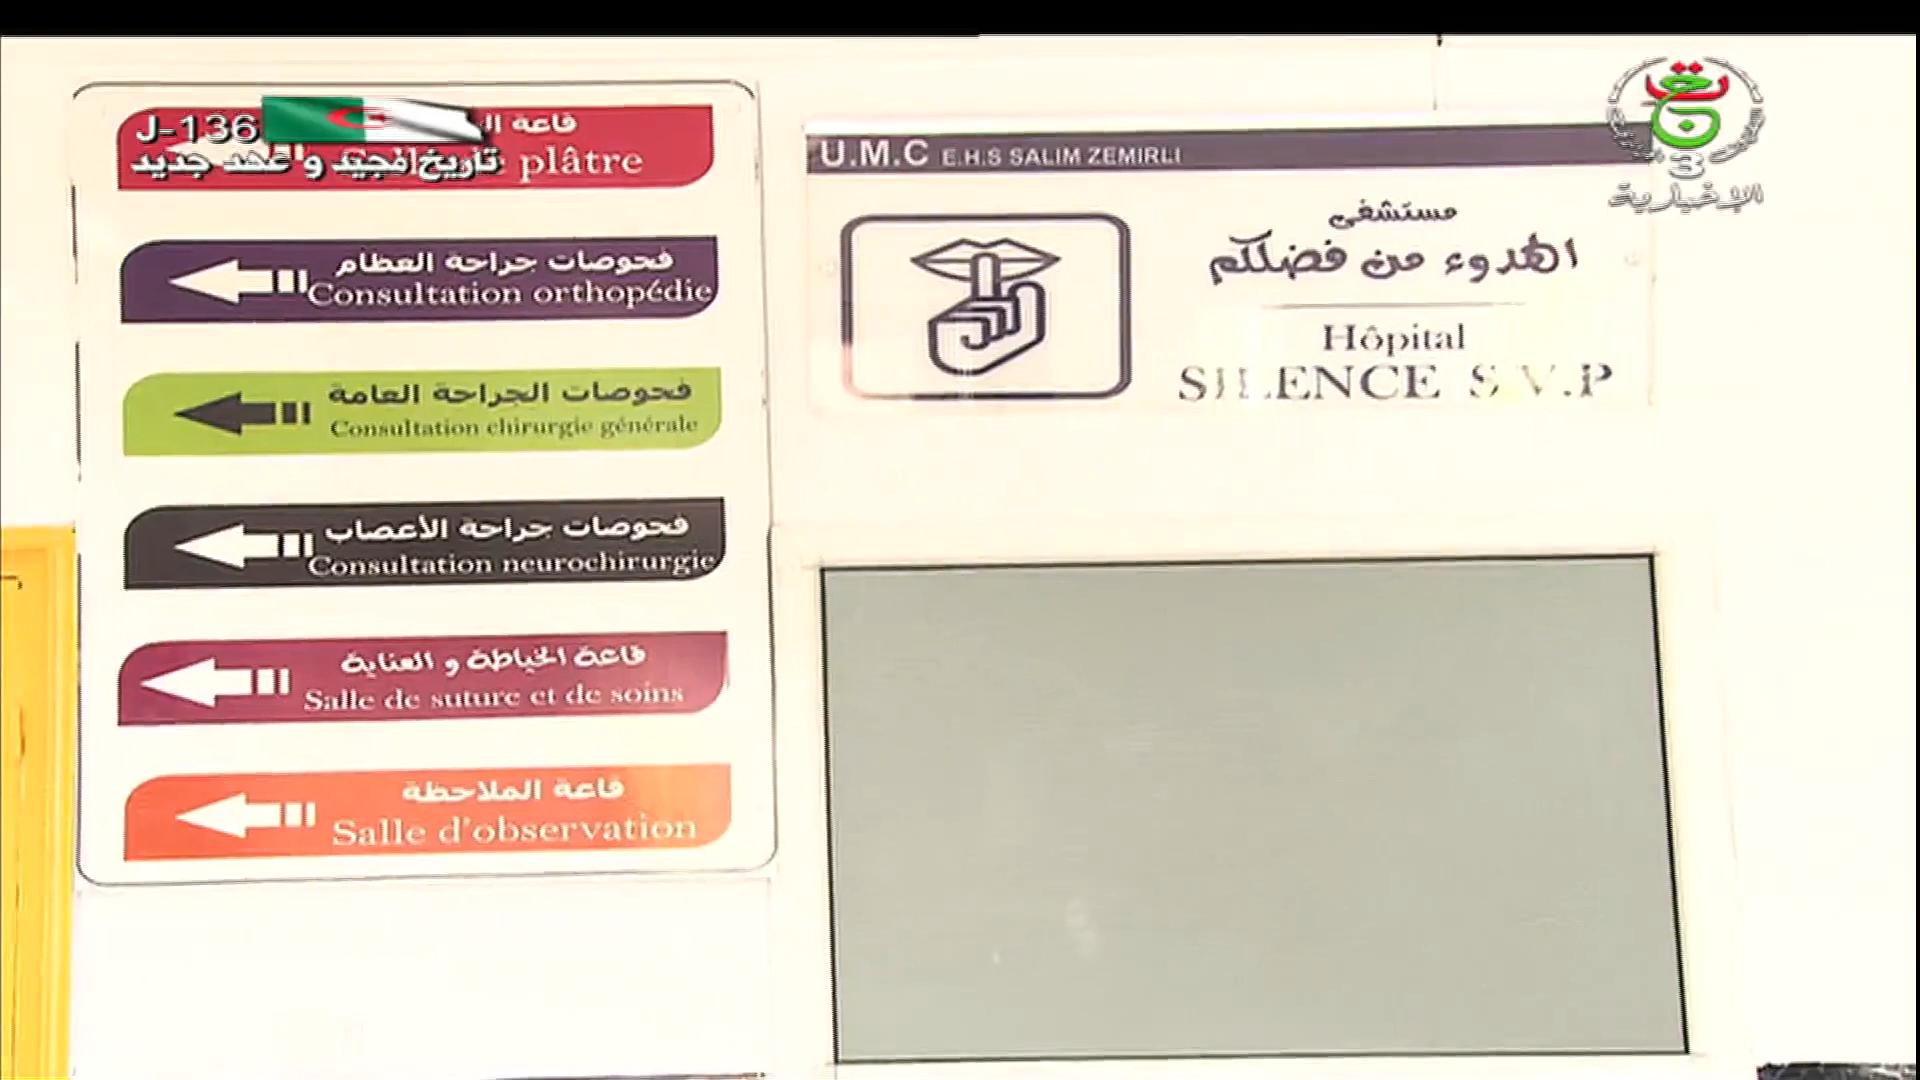 J-136
تاريخ مجيد و عهد جديد
قاعة
plâtre
فحوصات جراحة العظام
Consultation orthopédie
فحوصات الجراحة العامة
Consultation chirurgie générale
فحوصات جراحة الأعصاب
Consultation neurochirurgie
قاعة الخياطة و العناية
Salle de suture et de soins
قاعة الملاحظة
Salle d'observation
U.M.C E.H.S SALIM ZEMIRLI
مستشفى
الهدوء من فضلكم
Hôpital
SILENCE S.V.P
3
الإخبارية